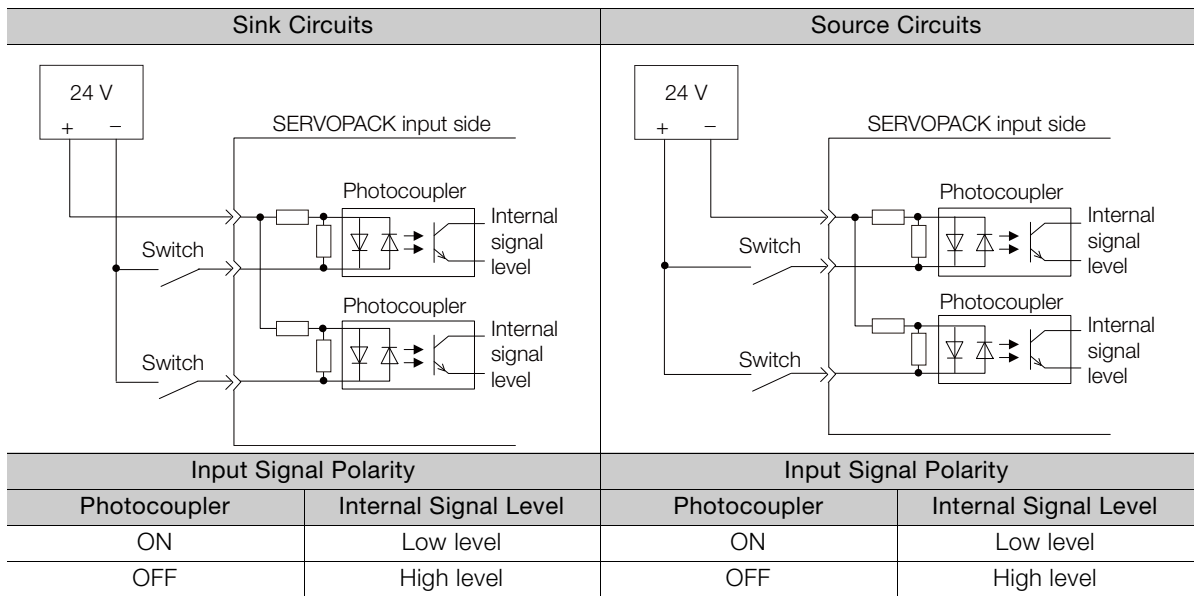 Sink Circuits
Source Circuits
24 V
+ −
SERVOPACK input side
Photocoupler
Internal
signal
level
Switch
Photocoupler
Internal
signal
level
Switch
24 V
+ −
SERVOPACK input side
Photocoupler
Internal
signal
level
Switch
Photocoupler
Internal
signal
level
Switch
Input Signal Polarity
Input Signal Polarity
Photocoupler
Internal Signal Level
Photocoupler
Internal Signal Level
ON
Low level
ON
Low level
OFF
High level
OFF
High level